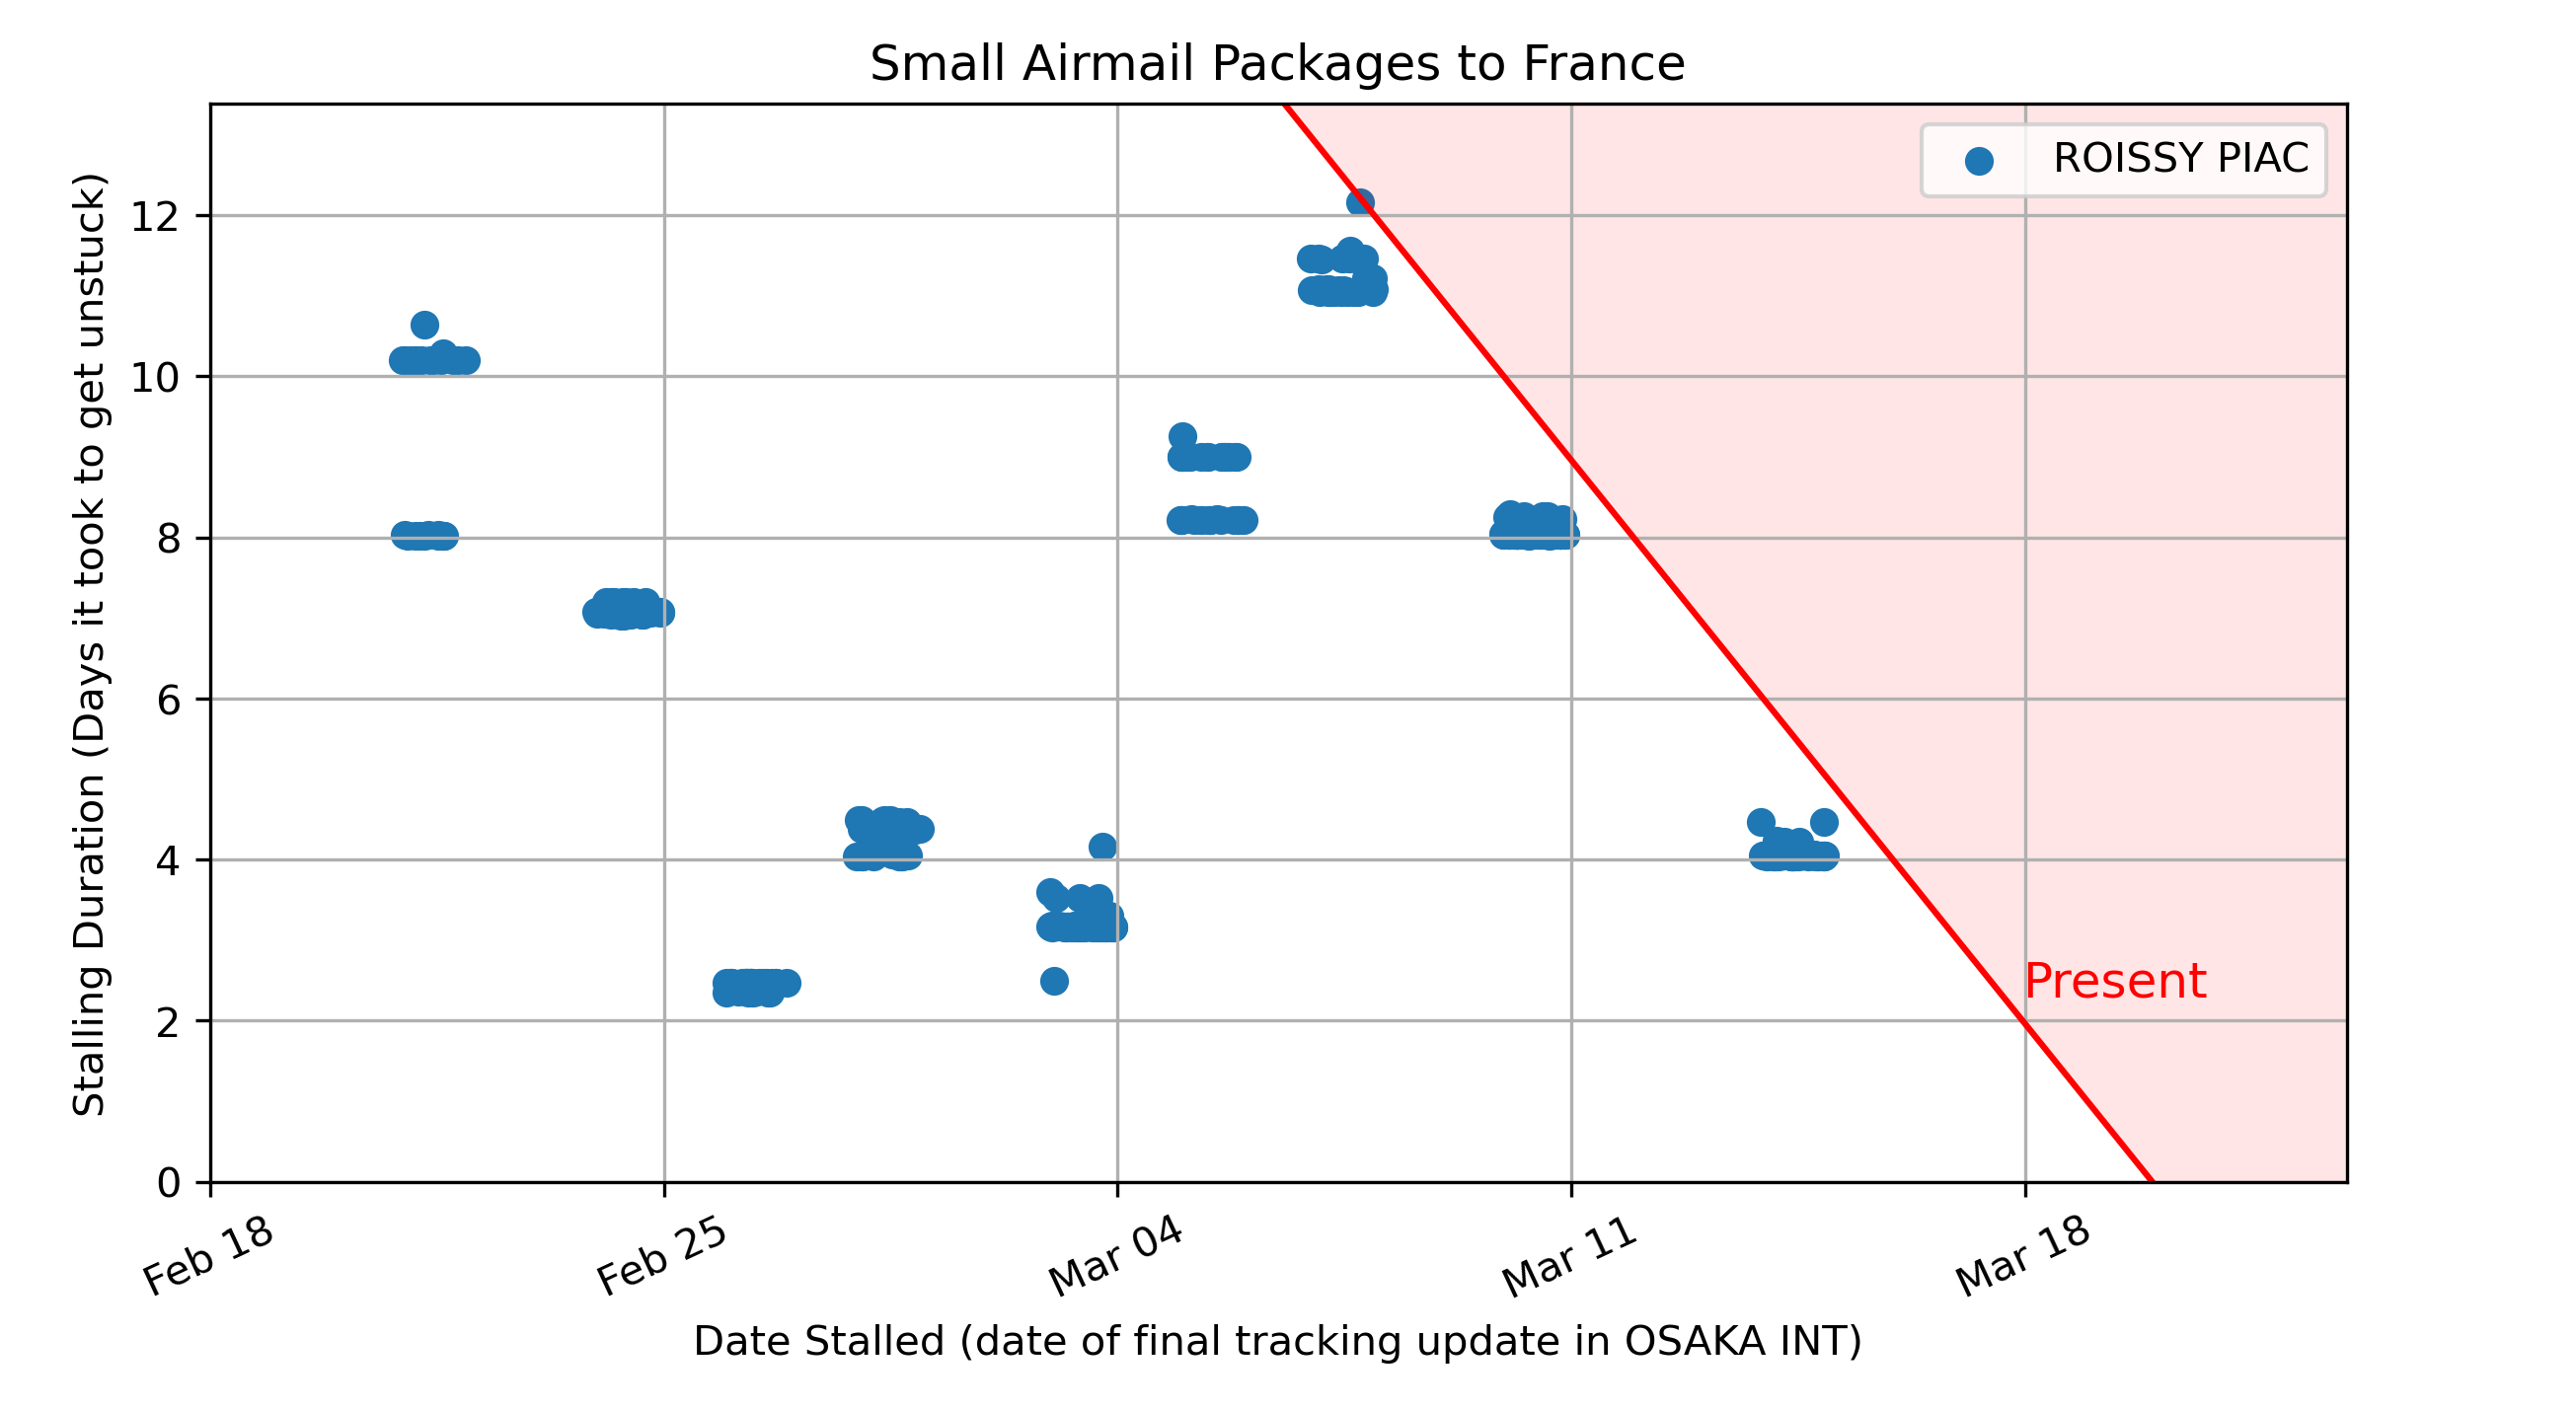 Small Airmail Packages to France
ROISSY PIAC
Stalling Duration (Days it took to get unstuck)
12
10
8
6
4
2
0
Present
Feb 18
Feb 25
Mar 04
Mar 11
Mar 18
Date Stalled (date of final tracking update in OSAKA INT)